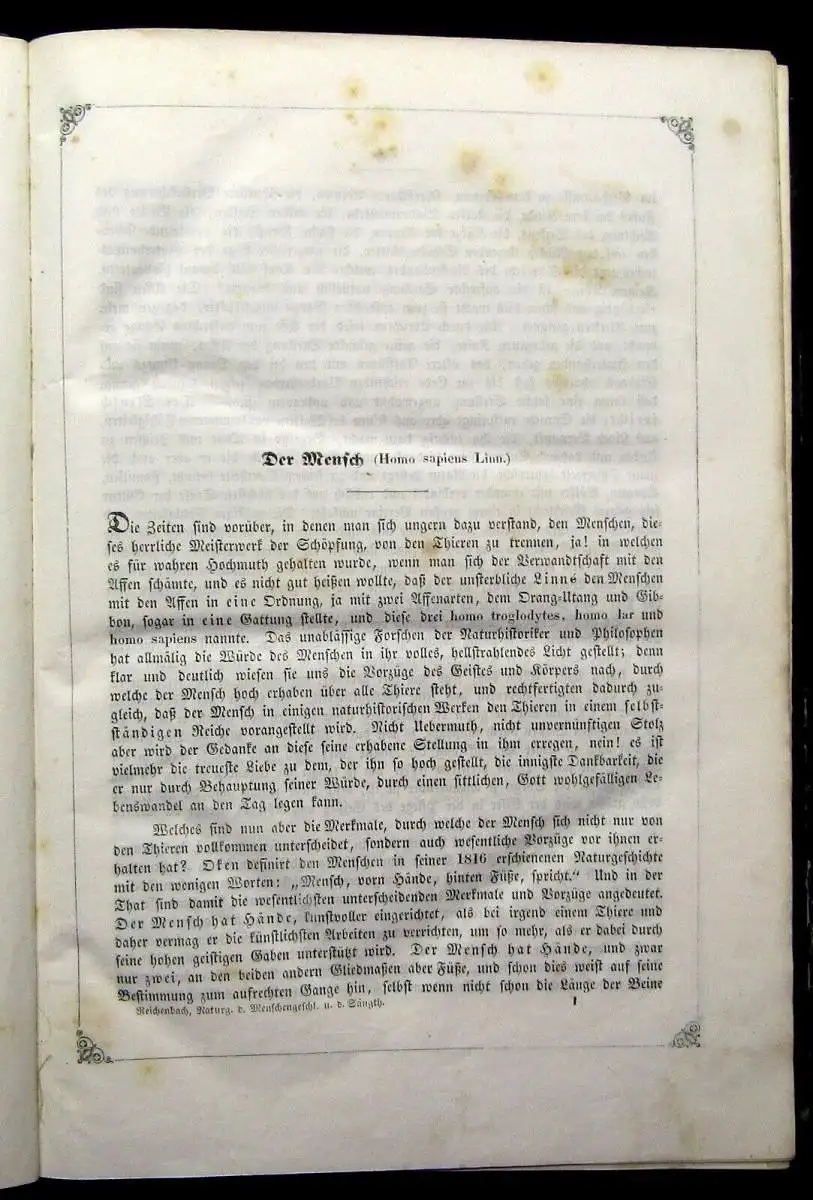 Der Mensch (Homo sapiens Linn.)
Die Zeiten sind vorüber, in denen man sich ungern dazu verstand, den Menschen, die-
ses herrliche Meisterwerk der Schöpfung, von den Thieren zu trennen, ja! in welchen
es für wahren Hochmuth gehalten wurde, wenn man sich der Verwandtschaft mit den
Affen schämte, und es nicht gut heißen wollte, daß der unsterbliche Linné den Menschen
mit den Affen in eine Ordnung, ja mit zwei Affenarten, dem Orang-Utang und Gib-
bon, sogar in eine Gattung stellte, und diese drei homo troglodytes, homo lar und
homo sapiens nannte. Das unablässige Forschen der Naturhistoriker und Philosophen
hat allmälig die Würde des Menschen in ihr volles, hellstrahlendes Licht gestellt; denn
klar und deutlich wiesen sie uns die Vorzüge des Geistes und Körpers nach, durch
welche der Mensch hoch erhaben über alle Thiere steht, und rechtfertigten dadurch zu-
gleich, daß der Mensch in einigen naturhistorischen Werken den Thieren in einem selbst-
ständigen Reiche vorangestellt wird. Nicht Uebermuth, nicht unvernünftigen Stolz
aber wird der Gedanke an diese seine erhabene Stellung in ihm erregen, nein! es ist
vielmehr die treueste Liebe zu dem, der ihn so hoch gestellt, die innigste Dankbarkeit, die
er nur durch Behauptung seiner Würde, durch einen sittlichen, Gott wohlgefälligen Le-
benswandel an den Tag legen kann.
Welches sind nun aber die Merkmale, durch welche der Mensch sich nicht nur von
den Thieren vollkommen unterscheidet, sondern auch wesentliche Vorzüge vor ihnen er-
halten hat? Oken definirt den Menschen in seiner 1816 erschienenen Naturgeschichte
mit den wenigen Worten: „Mensch, vorn Hände, hinten Füße, spricht.“ Und in der
That sind damit die wesentlichsten unterscheidenden Merkmale und Vorzüge angedeutet.
Der Mensch hat Hände, kunstvoller eingerichtet, als bei irgend einem Thiere und
daher vermag er die künstlichsten Arbeiten zu verrichten, um so mehr, als er dabei durch
seine hohen geistigen Gaben unterstützt wird. Der Mensch hat Hände, und zwar
nur zwei, an den beiden andern Gliedmaßen aber Füße, und schon dies weist auf seine
Bestimmung zum aufrechten Gange hin, selbst wenn nicht schon die Länge der Beine
Reichenbach, Naturg. d. Menschengeschl. u. d. Säugth. 1